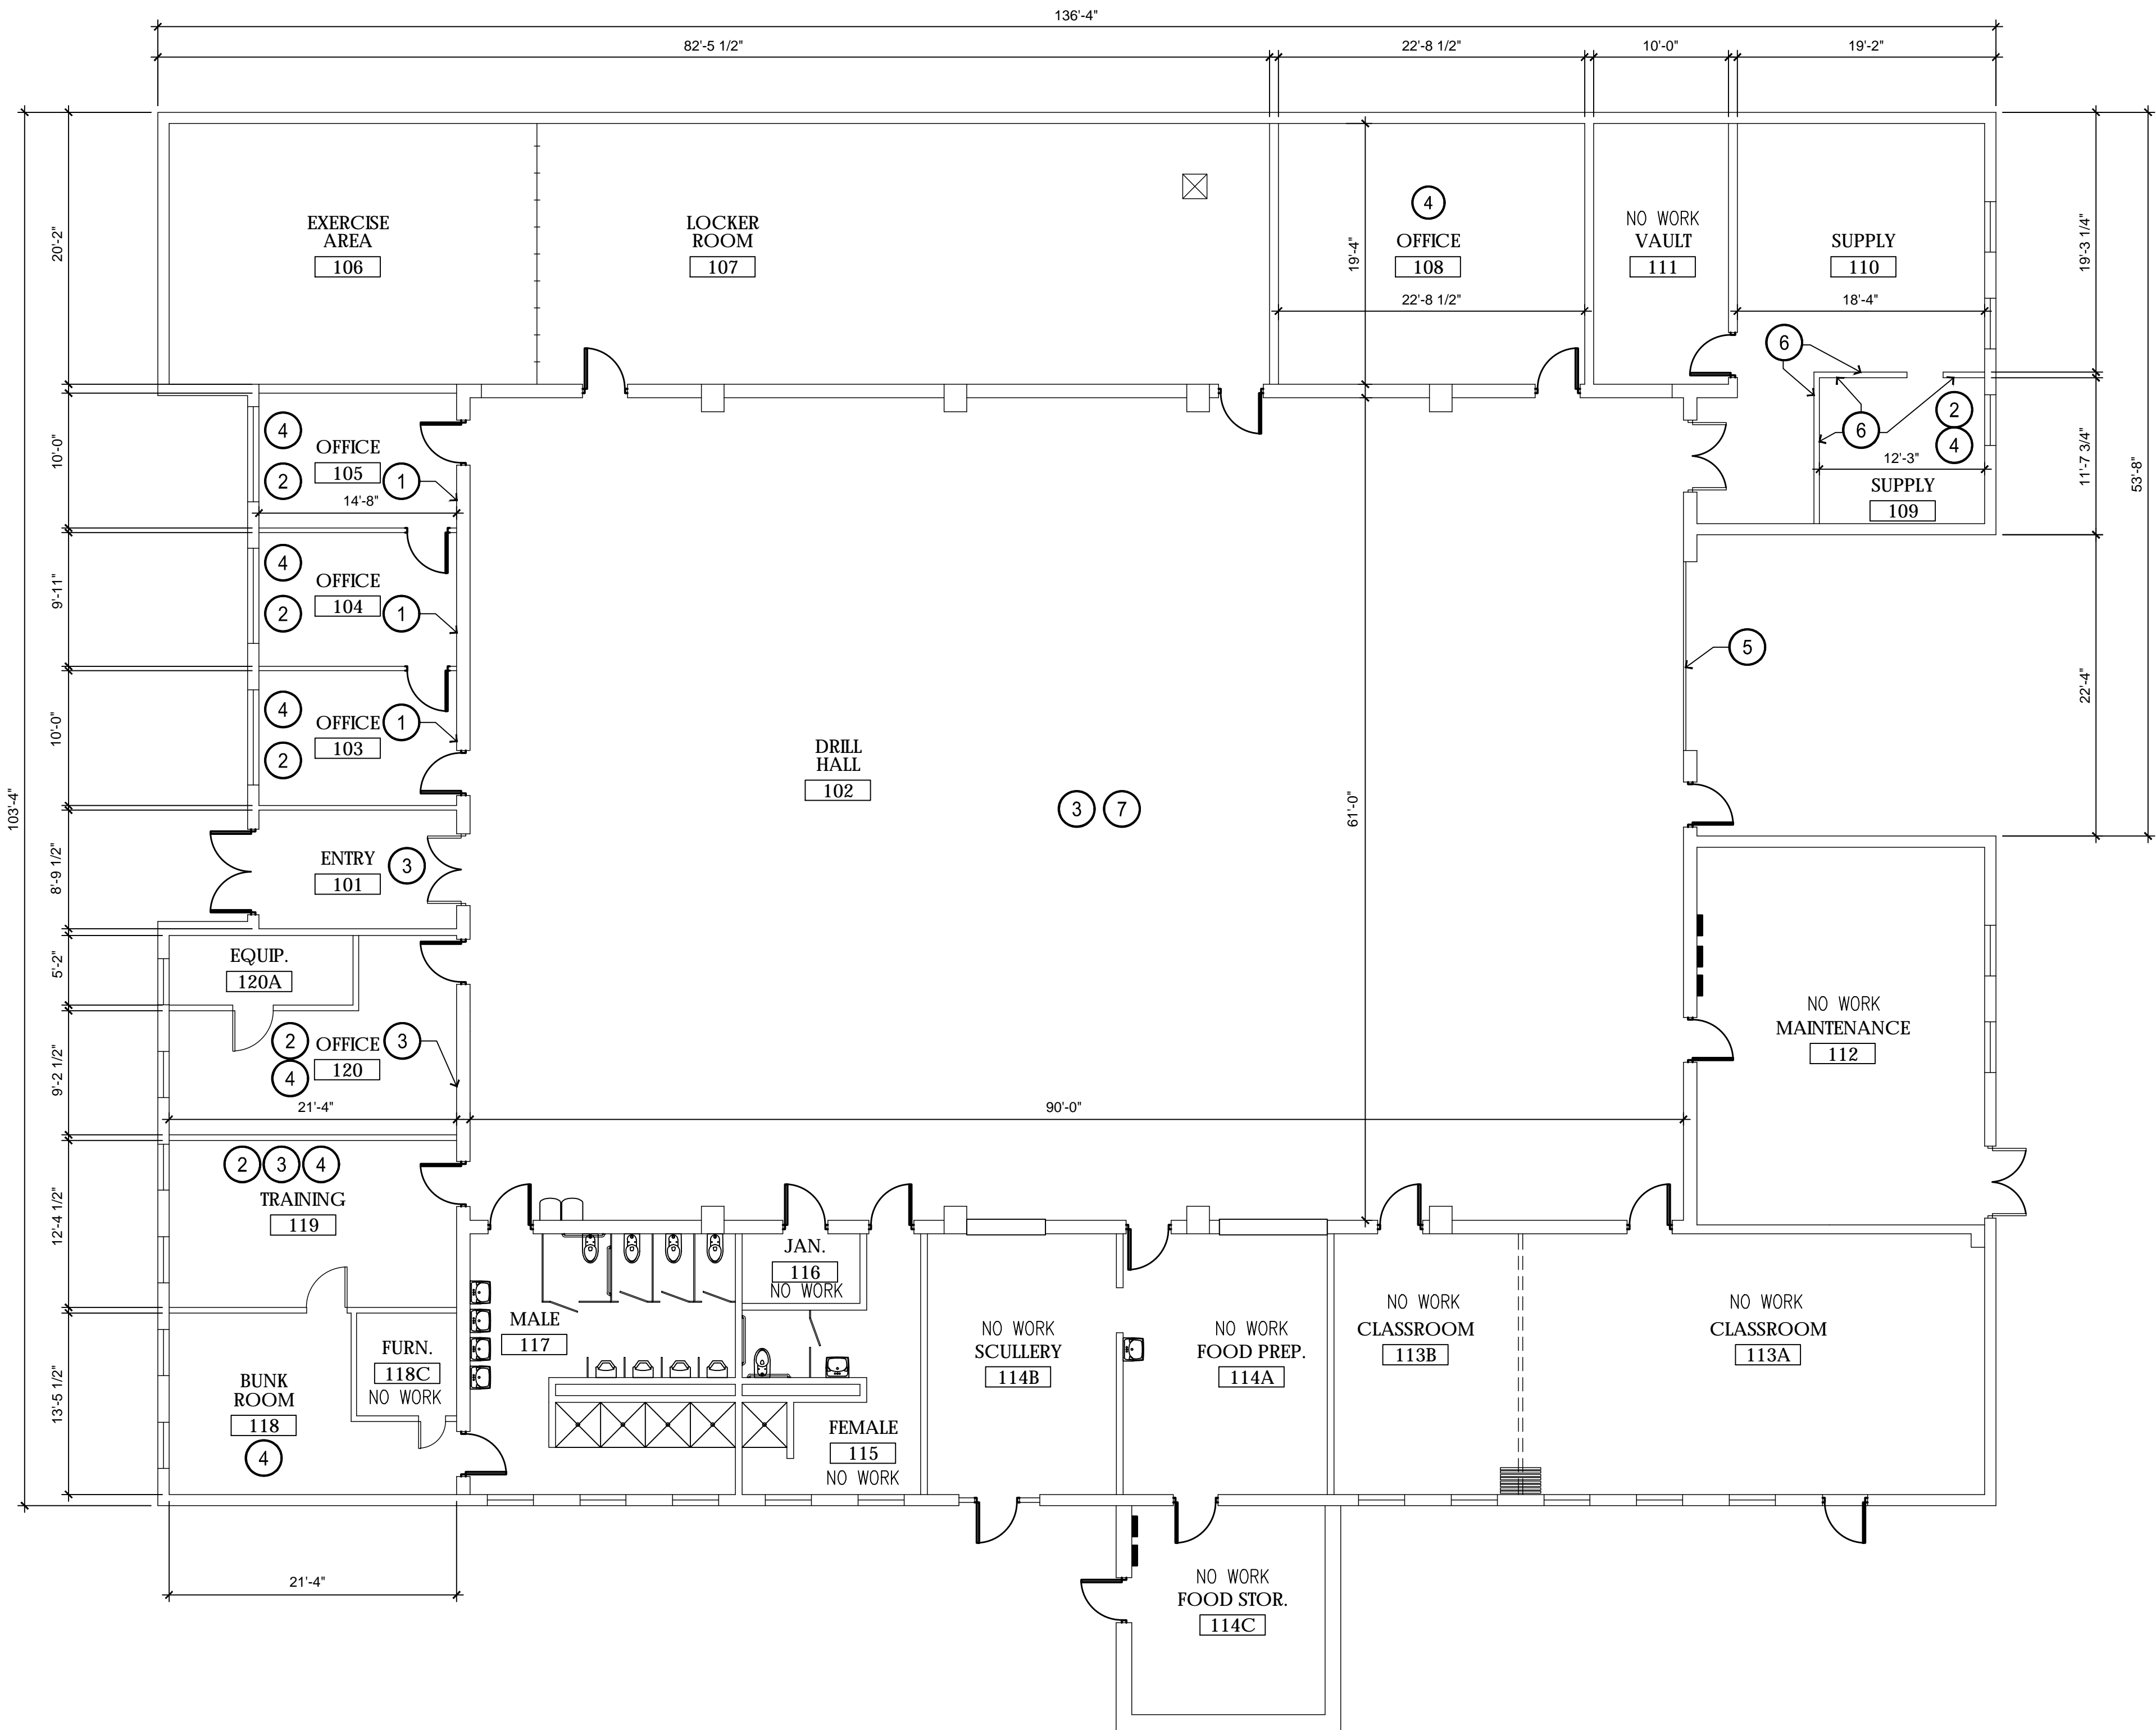 136'-4"
82'-5 1/2"
22'-8 1/2"
10'-0"
19'-2"
103'-4"
20'-2"
10'-0"
9'-11"
10'-0"
8'-9 1/2"
5'-2"
9'-2 1/2"
12'-4 1/2"
13'-5 1/2"
EXERCISE
AREA
106
LOCKER
ROOM
107
19'-4"
4
OFFICE
108
22'-8 1/2"
NO WORK
VAULT
111
SUPPLY
110
18'-4"
19'-3 1/4"
11'-7 3/4"
53'-8"
22'-4"
6
6
2
4
12'-3"
SUPPLY
109
4
OFFICE
105
2
1
14'-8"
4
OFFICE
104
2
1
4
OFFICE
103
1
2
5
DRILL
HALL
102
3
7
61'-0"
ENTRY
101
3
EQUIP.
120A
2
OFFICE
120
3
4
21'-4"
90'-0"
NO WORK
MAINTENANCE
112
2
3
4
TRAINING
119
JAN.
116
NO WORK
MALE
117
FURN.
118C
NO WORK
BUNK
ROOM
118
4
FEMALE
115
NO WORK
NO WORK
SCULLERY
114B
NO WORK
FOOD PREP.
114A
NO WORK
CLASSROOM
113B
NO WORK
CLASSROOM
113A
21'-4"
NO WORK
FOOD STOR.
114C